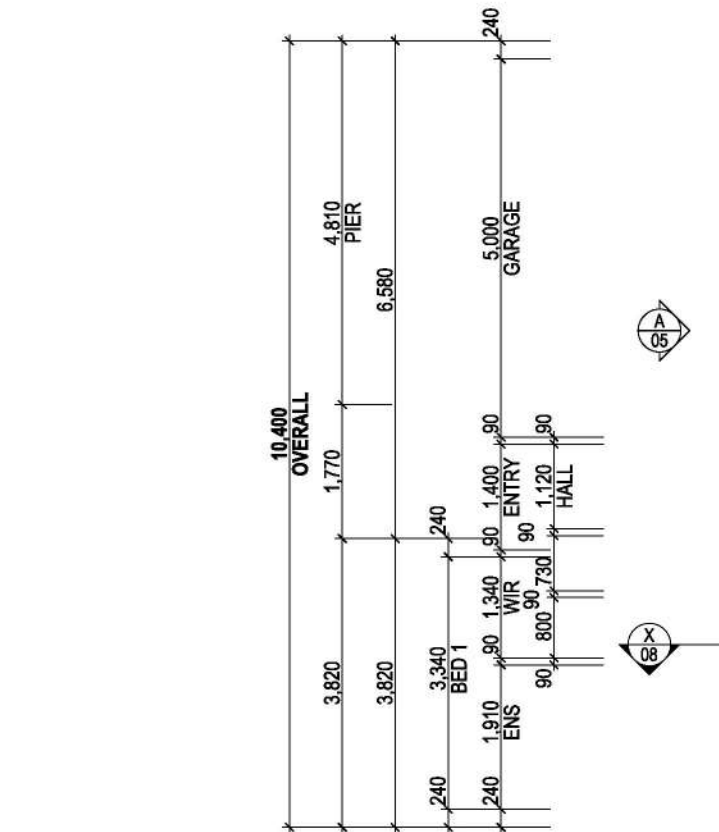 240
4,810
PIER
6,580
5,000
GARAGE
A
05
10,400
OVERALL
1,770
90
90
1,400
ENTRY
1,120
HALL
240
90
90
1,340
WIR
730
90
800
X
08
3,820
3,820
3,340
BED 1
90
90
1,910
ENS
240
240